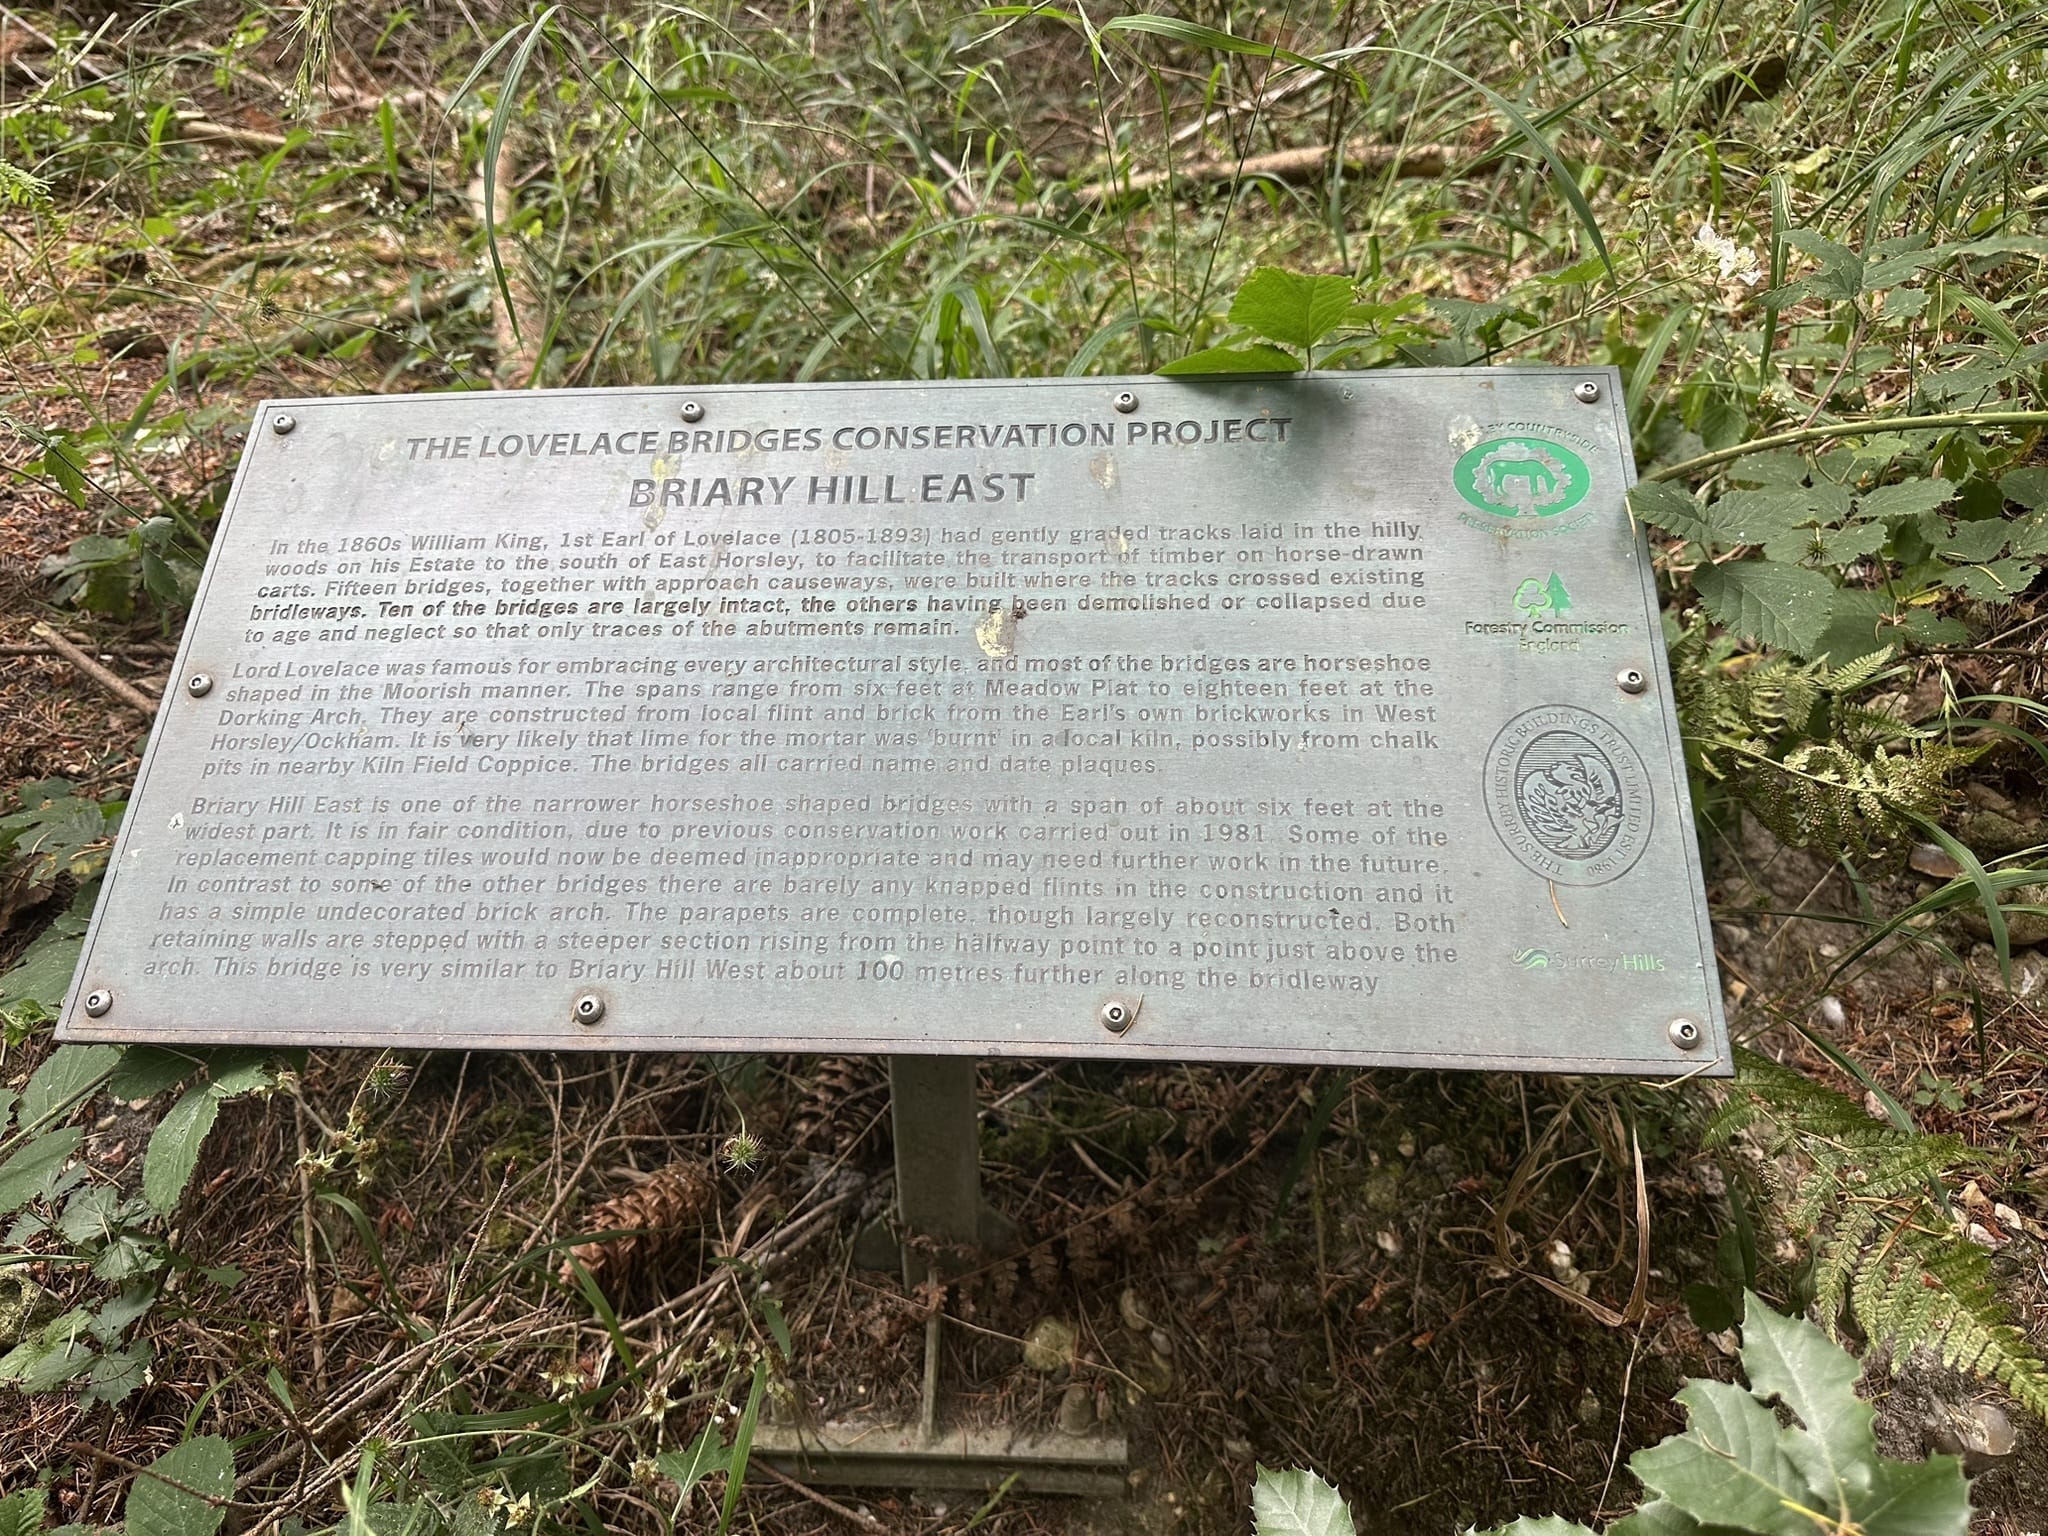 THE LOVELACE BRIDGES CONSERVATION PROJECT
BRIARY HILL EAST
In the 1860s William King, 1st Earl of Lovelace (1805-1893) had gently graded tracks laid in the hilly
woods on his Estate to the south of East Horsley, to facilitate the transport of timber on horse-drawn
carts. Fifteen bridges, together with approach causeways, were built where the tracks crossed existing
bridleways. Ten of the bridges are largely intact, the others having been demolished or collapsed due
to age and neglect so that only traces of the abutments remain.
Lord Lovelace was famous for embracing every architectural style, and most of the bridges are horseshoe
shaped in the Moorish manner. The spans range from six feet at Meadow Plat to eighteen feet at the
Dorking Arch. They are constructed from local flint and brick from the Earl's own brickworks in West
Horsley/Ockham. It is very likely that lime for the mortar was 'burnt' in a local kiln, possibly from chalk
pits in nearby Kiln Field Coppice. The bridges all carried name and date plaques.
Briary Hill East is one of the narrower horseshoe shaped bridges with a span of about six feet at the
widest part. It is in fair condition, due to previous conservation work carried out in 1981. Some of the
replacement capping tiles would now be deemed inappropriate and may need further work in the future.
In contrast to some of the other bridges there are barely any knapped flints in the construction and it
has a simple undecorated brick arch. The parapets are complete, though largely reconstructed. Both
retaining walls are stepped with a steeper section rising from the halfway point to a point just above the
arch. This bridge is very similar to Briary Hill West about 100 metres further along the bridleway
COUNTRYSIDE
PRESERVATION SOCIETY
Forestry Commission
England
THE SURREY HISTORIC BUILDINGS TRUST LIMITED EST 1980
Surrey Hills